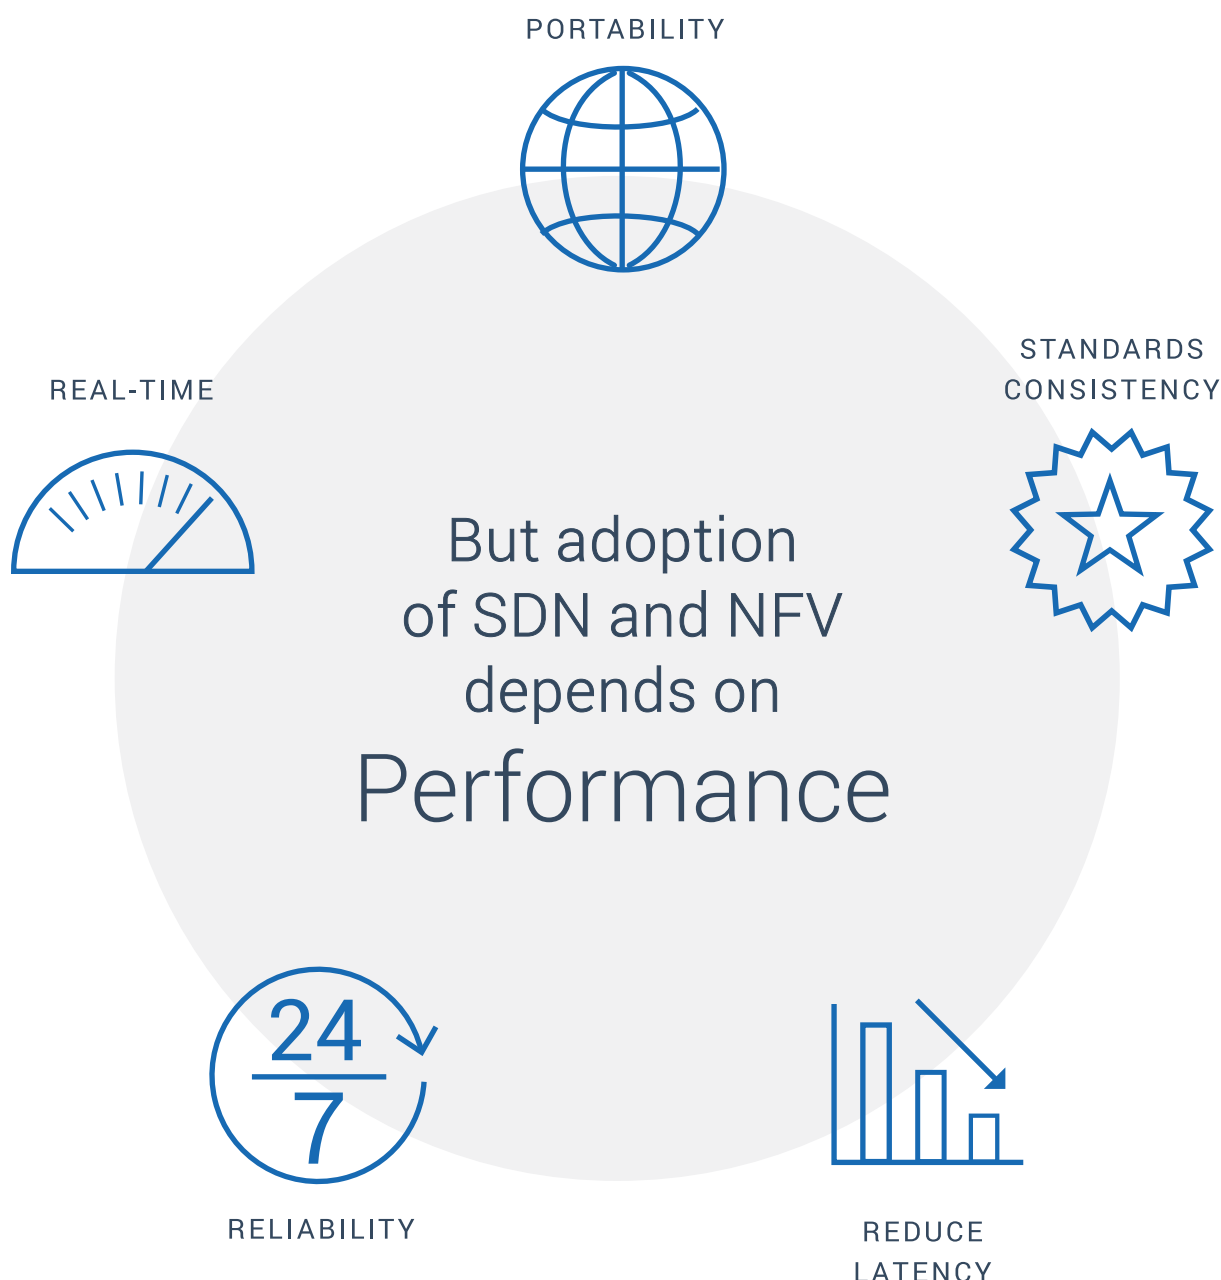 PORTABILITY
STANDARDS
CONSISTENCY
REAL-TIME
But adoption
of SDN and NFV
depends on
Performance
24
7
RELIABILITY
REDUCE
LATENCY